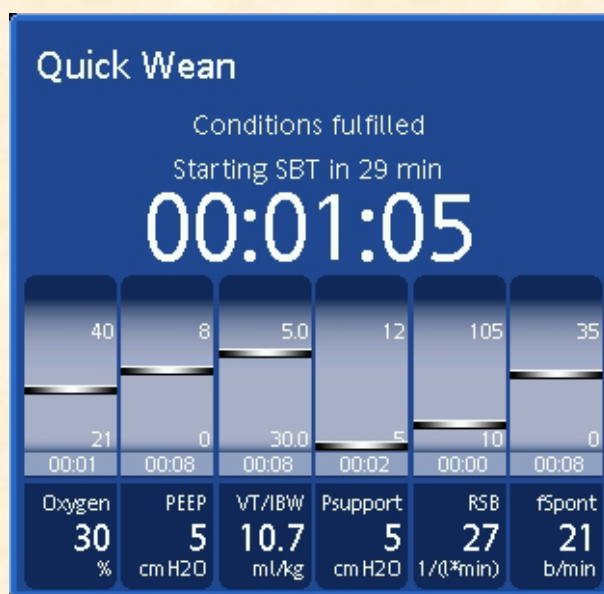 Quick Wean
Conditions fulfilled
Starting SBT in 29 min
00:01:05
40 8 5.0 12 105 35
21 0 30.0 5 10 0
00:01 00:08 00:08 00:02 00:00 00:08
Oxygen PEEP VT/IBW Psupport RSB fSpont
30 5 10.7 5 27 21
% cmH2O ml/kg cmH2O 1/(l*min) b/min